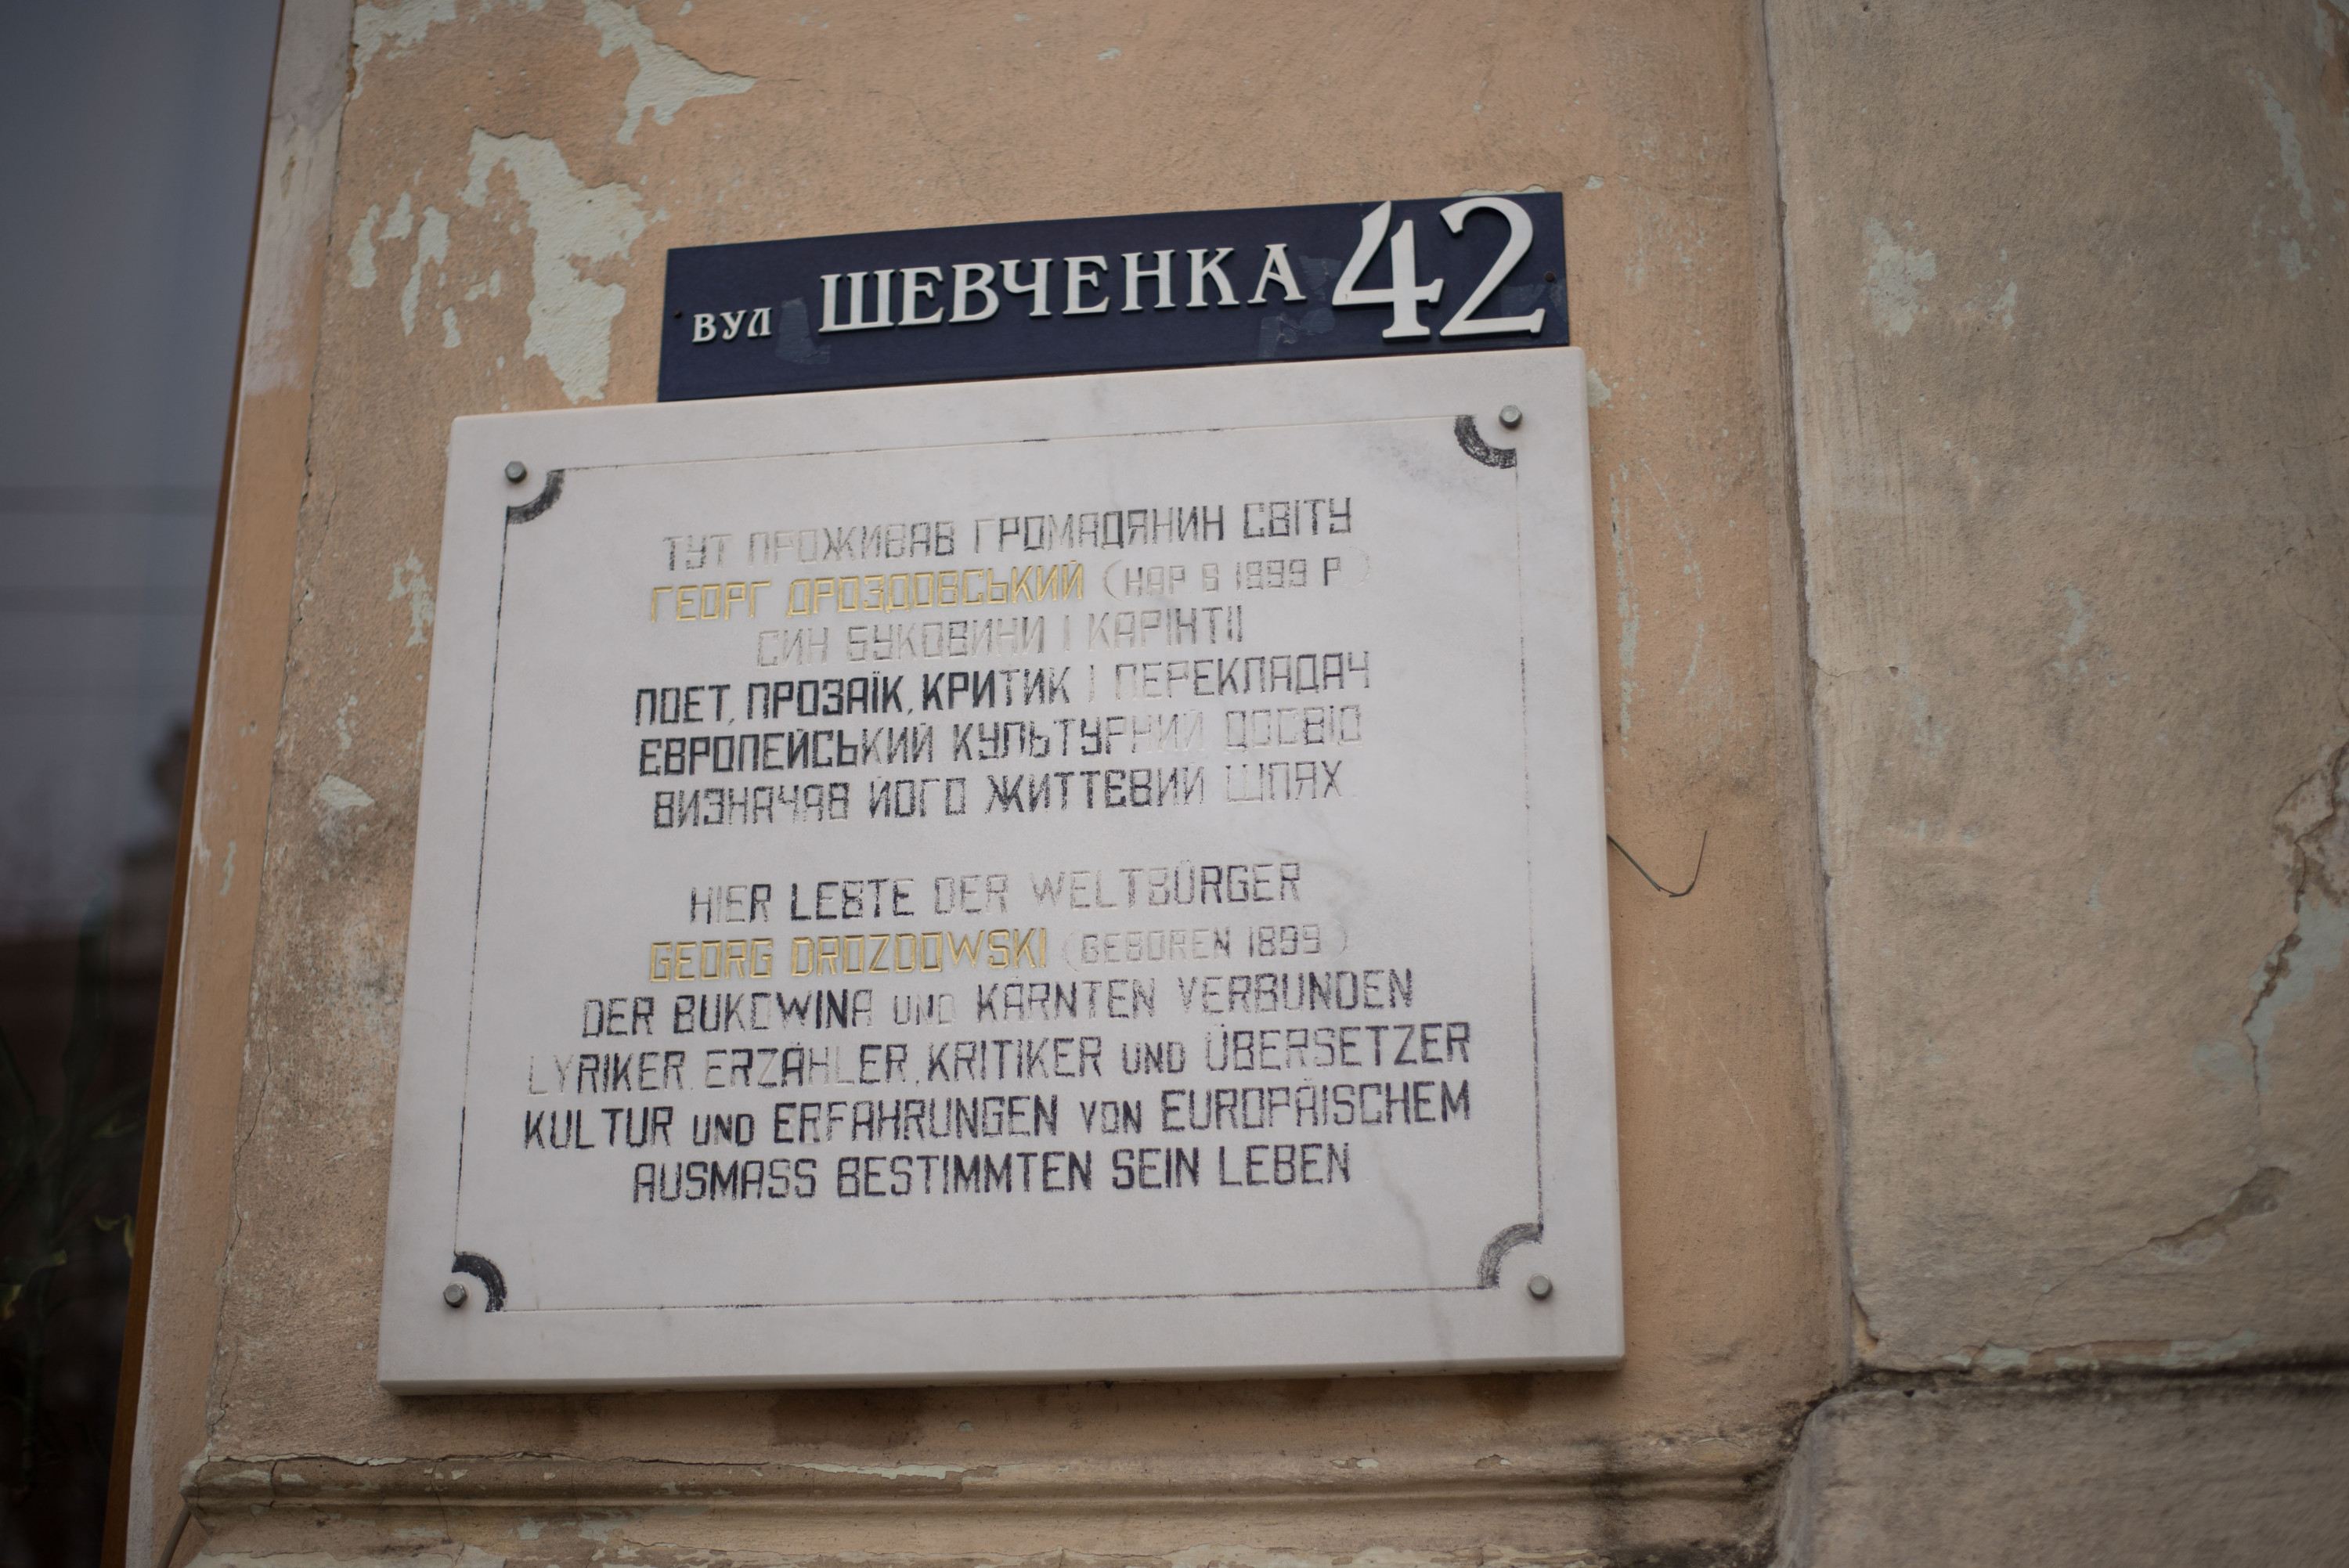 ВУЛ ШЕВЧЕНКА 42
ТУТ ПРОЖИВАВ ГРОМАДЯНИН СВІТУ
ГЕОРГ ДРОЗДОВСЬКИЙ (НАР В 1899 Р.)
СИН БУКОВИНИ І КАРІНТІЇ
ПОЕТ, ПРОЗАЇК, КРИТИК І ПЕРЕКЛАДАЧ
ЄВРОПЕЙСЬКИЙ КУЛЬТУРНИЙ ДОСВІД
ВИЗНАЧАВ ЙОГО ЖИТТЄВИЙ ШЛЯХ.
HIER LEBTE DER WELTBÜRGER
GEORG DROZDOWSKI (GEBOREN 1899)
DER BUKOWINA UND KÄRNTEN VERBUNDEN
LYRIKER, ERZÄHLER, KRITIKER UND ÜBERSETZER
KULTUR UND ERFAHRUNGEN VON EUROPÄISCHEM
AUSMASS BESTIMMTEN SEIN LEBEN